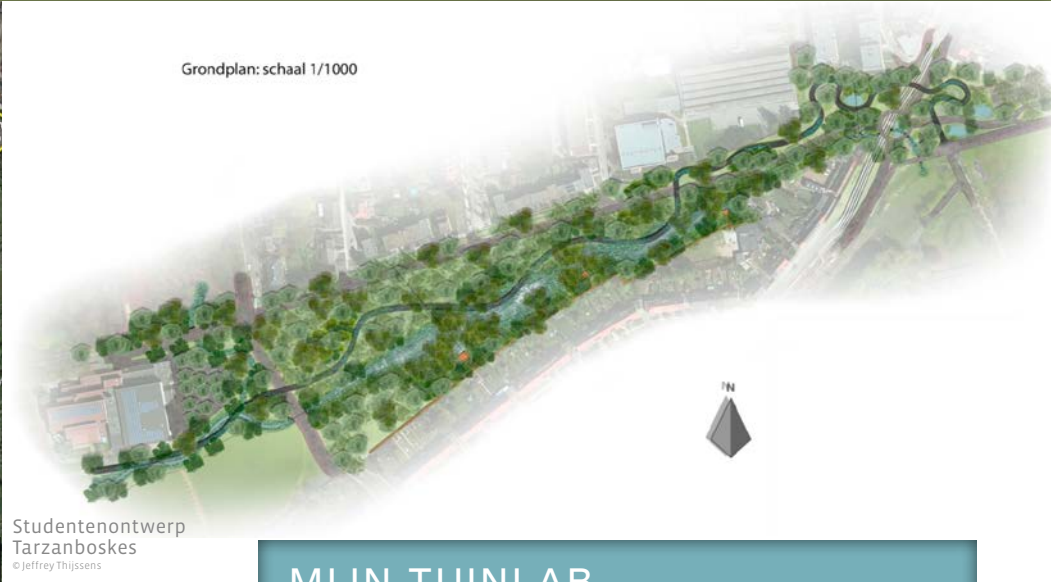 Grondplan: schaal 1/1000
N
Studentenontwerp
Tarzanboskes
© Jeffrey Thijssens
MIJN TUINLAB